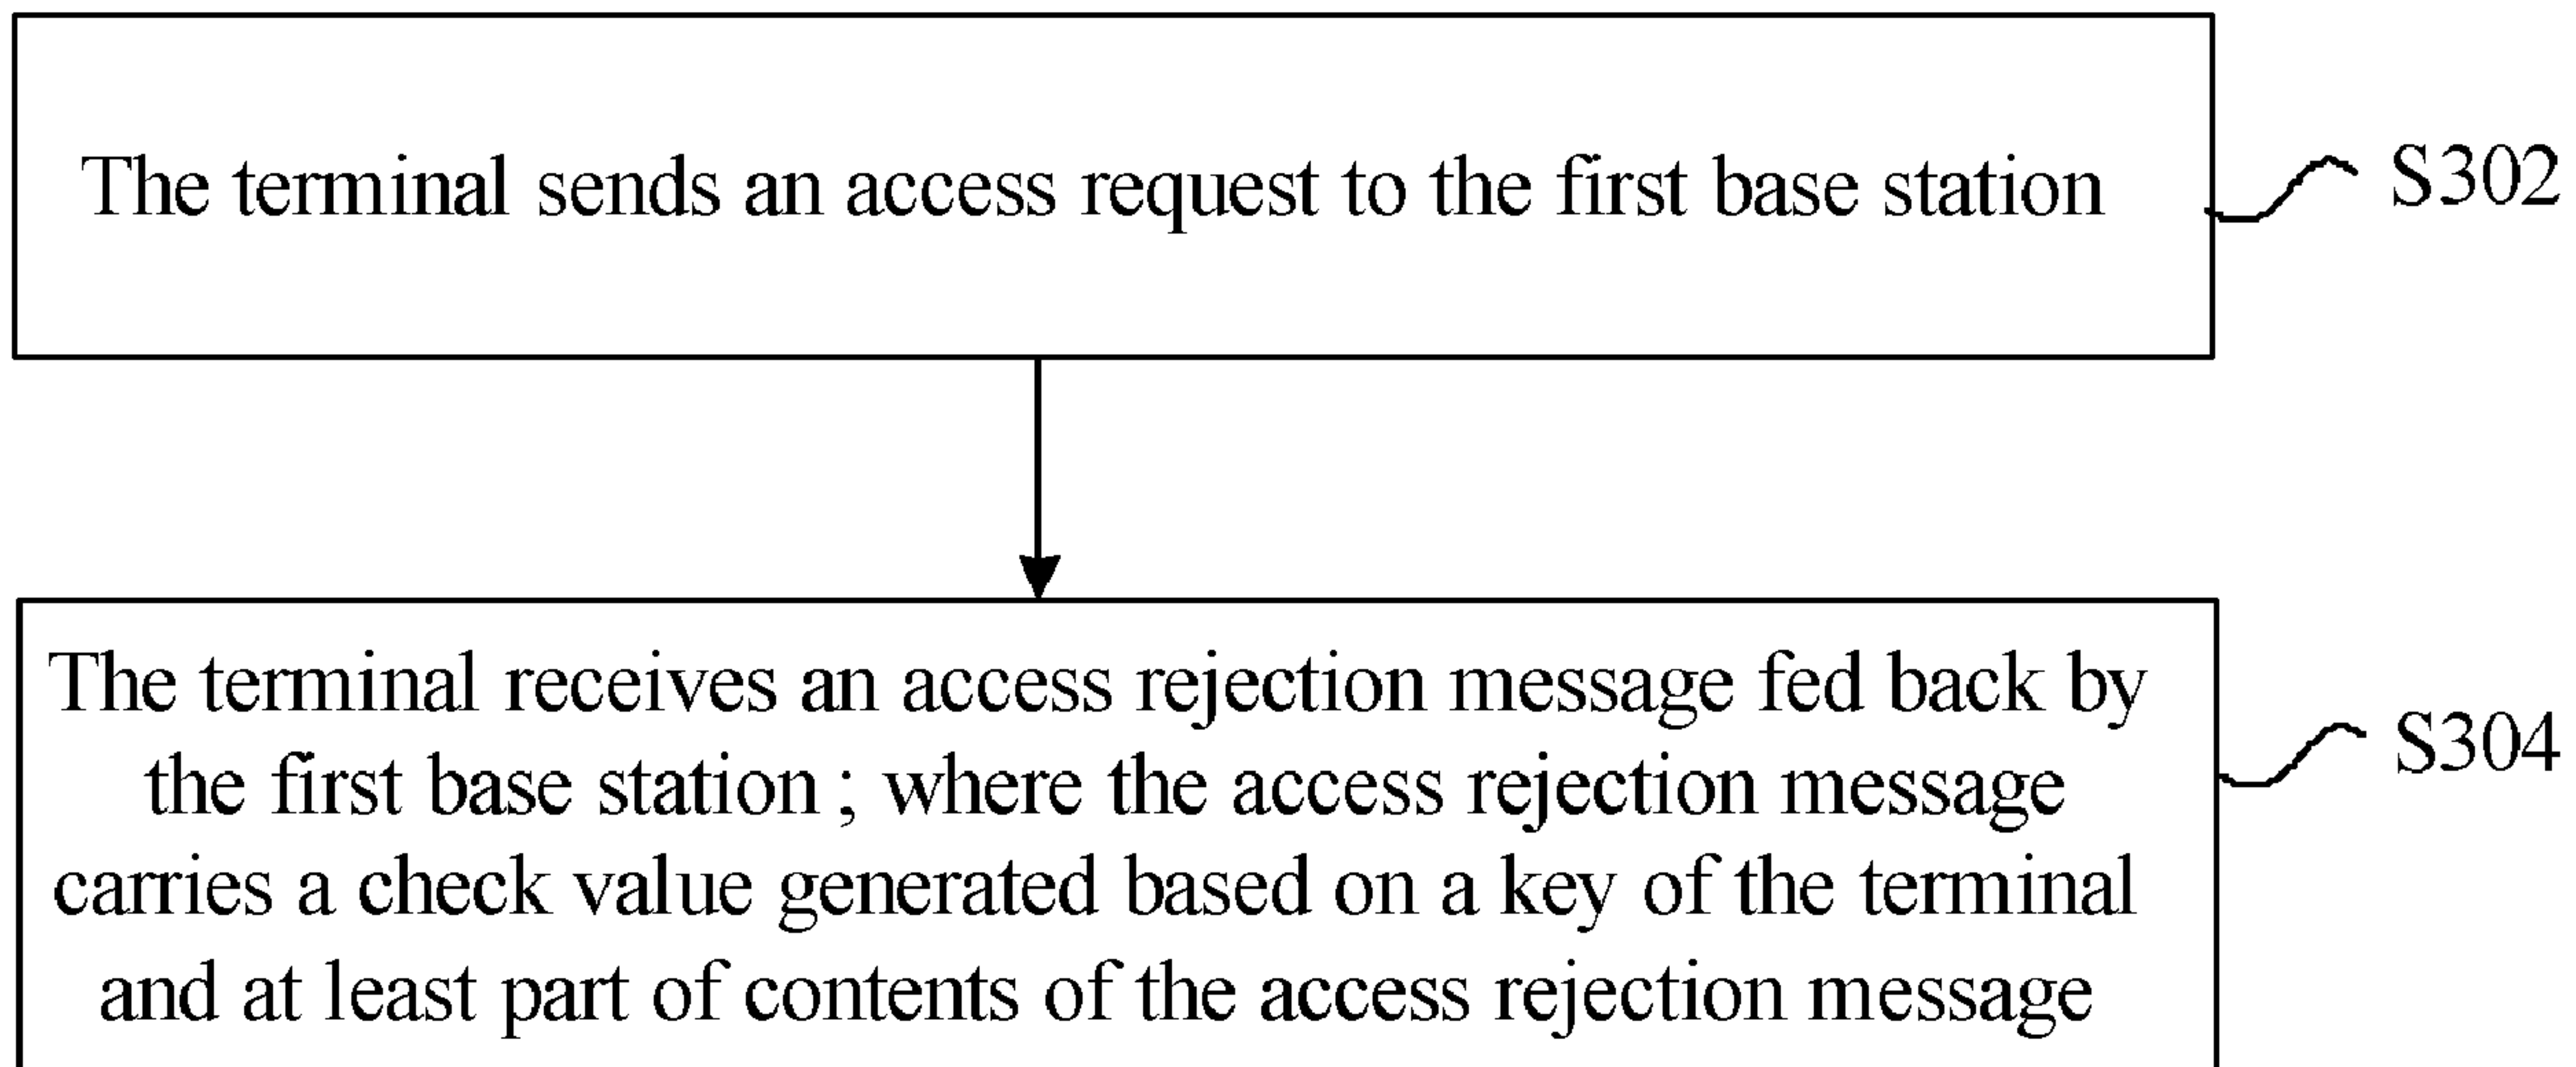 The terminal sends an access request to the first base station
S302
The terminal receives an access rejection message fed back by
the first base station ; where the access rejection message
carries a check value generated based on a key of the terminal
and at least part of contents of the access rejection message
S304